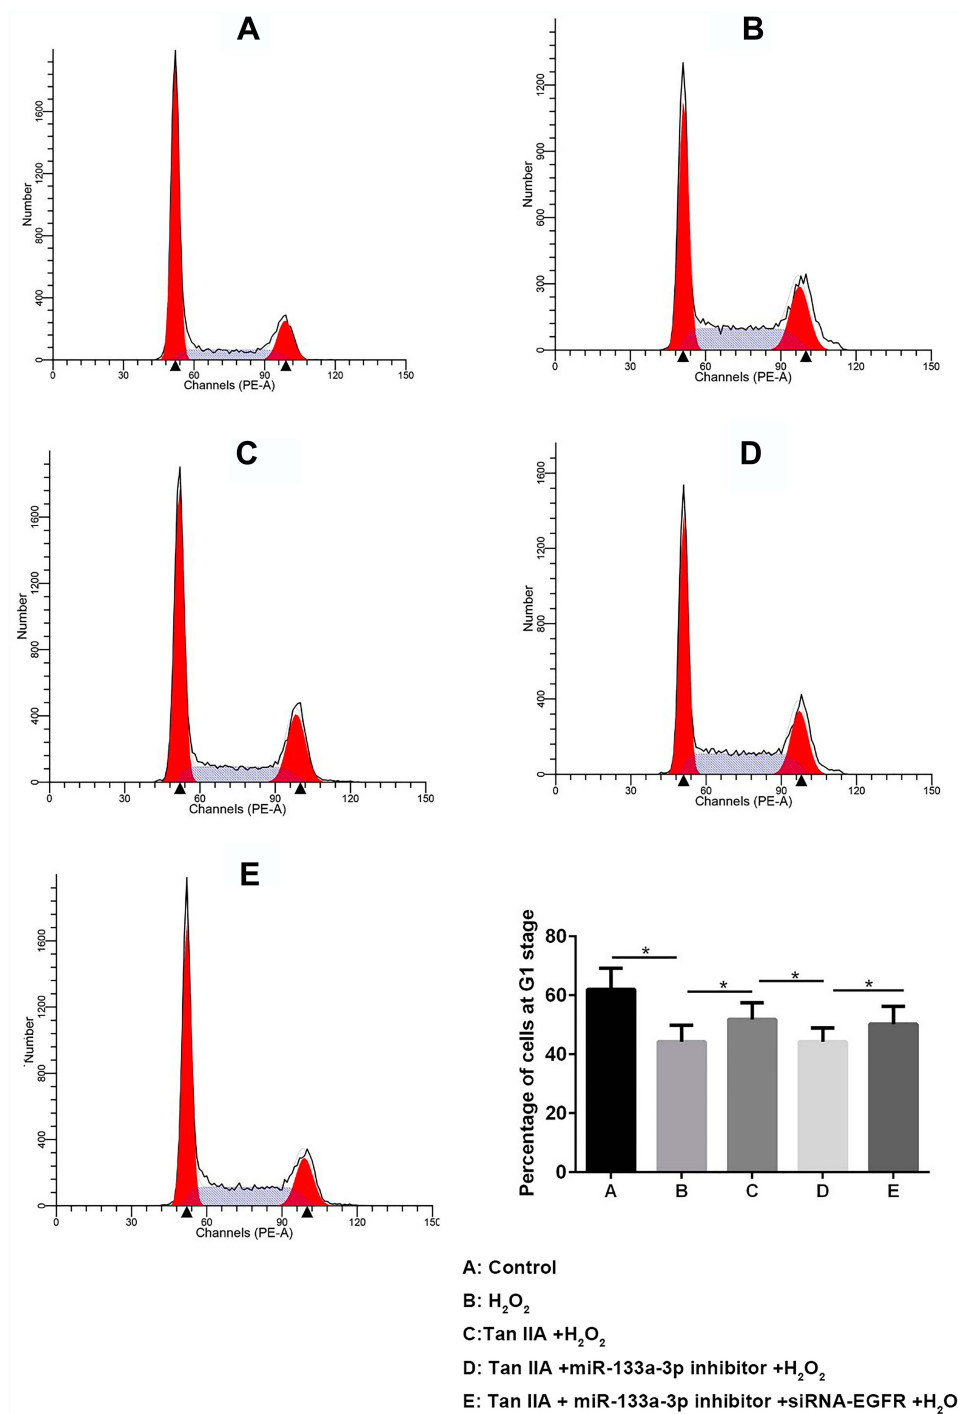 A
Number
1600
1200
800
400
0
0 30 60 90 120 150
Channels (PE-A)
B
Number
1200
900
600
300
0
0 30 60 90 120 150
Channels (PE-A)
C
Number
1600
1200
800
400
0
0 30 60 90 120 150
Channels (PE-A)
D
Number
1600
1200
800
400
0
0 30 60 90 120 150
Channels (PE-A)
E
Number
1600
1200
800
400
0
0 30 60 90 120 150
Channels (PE-A)
Percentage of cells at G1 stage
80
60
40
20
0
* * * *
A B C D E
A: Control
B: H₂O₂
C:Tan IIA +H₂O₂
D: Tan IIA +miR-133a-3p inhibitor +H₂O₂
E: Tan IIA + miR-133a-3p inhibitor +siRNA-EGFR +H₂O